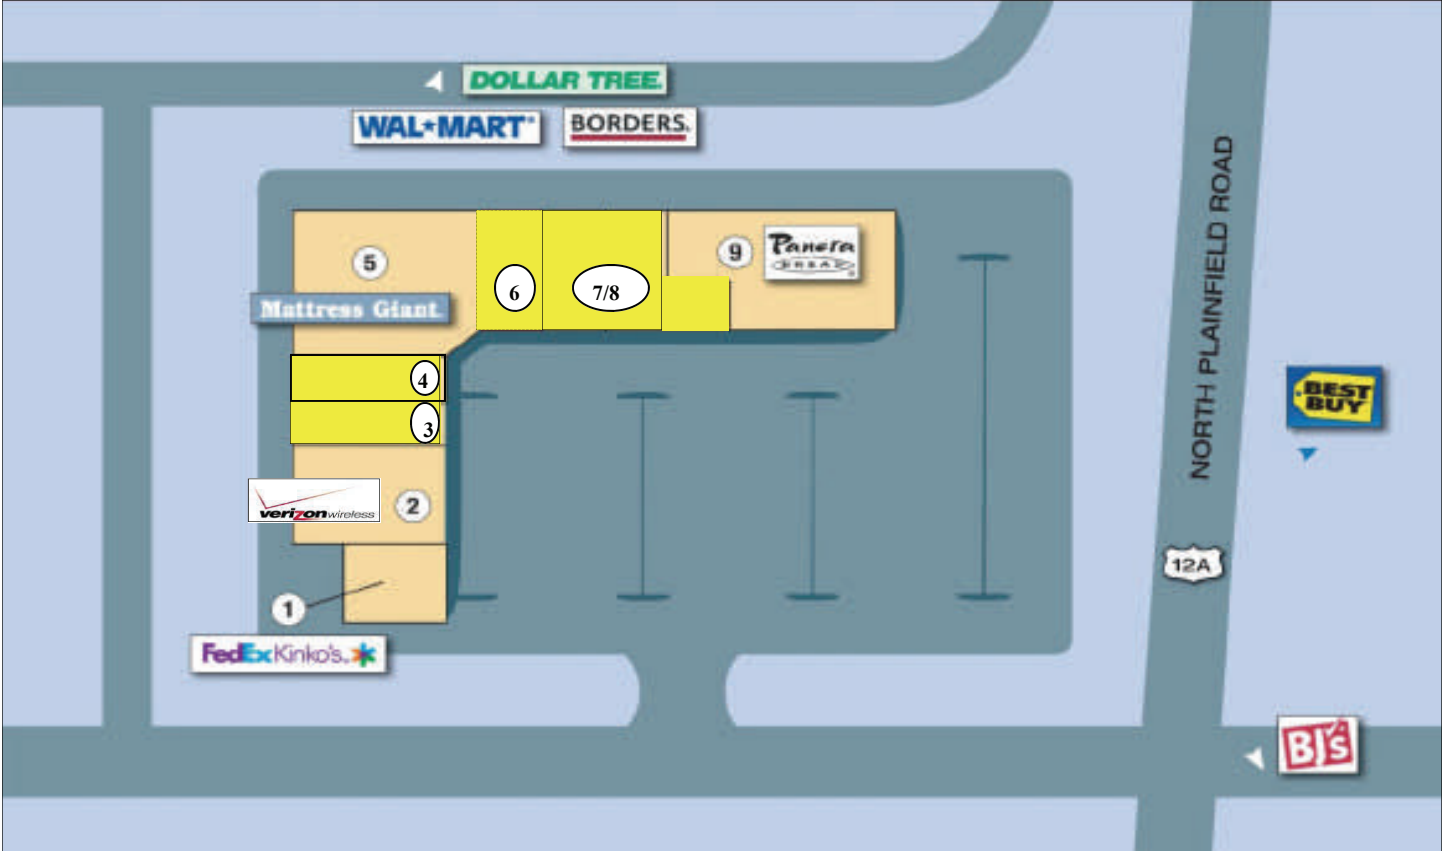 DOLLAR TREE.
WAL★MART®
BORDERS.
NORTH PLAINFIELD ROAD
5
6
7/8
9
Panera
BREAD®
Mattress Giant.
4
3
BEST
BUY
verizon wireless
2
12A
1
FedEx Kinko's.
BJ's